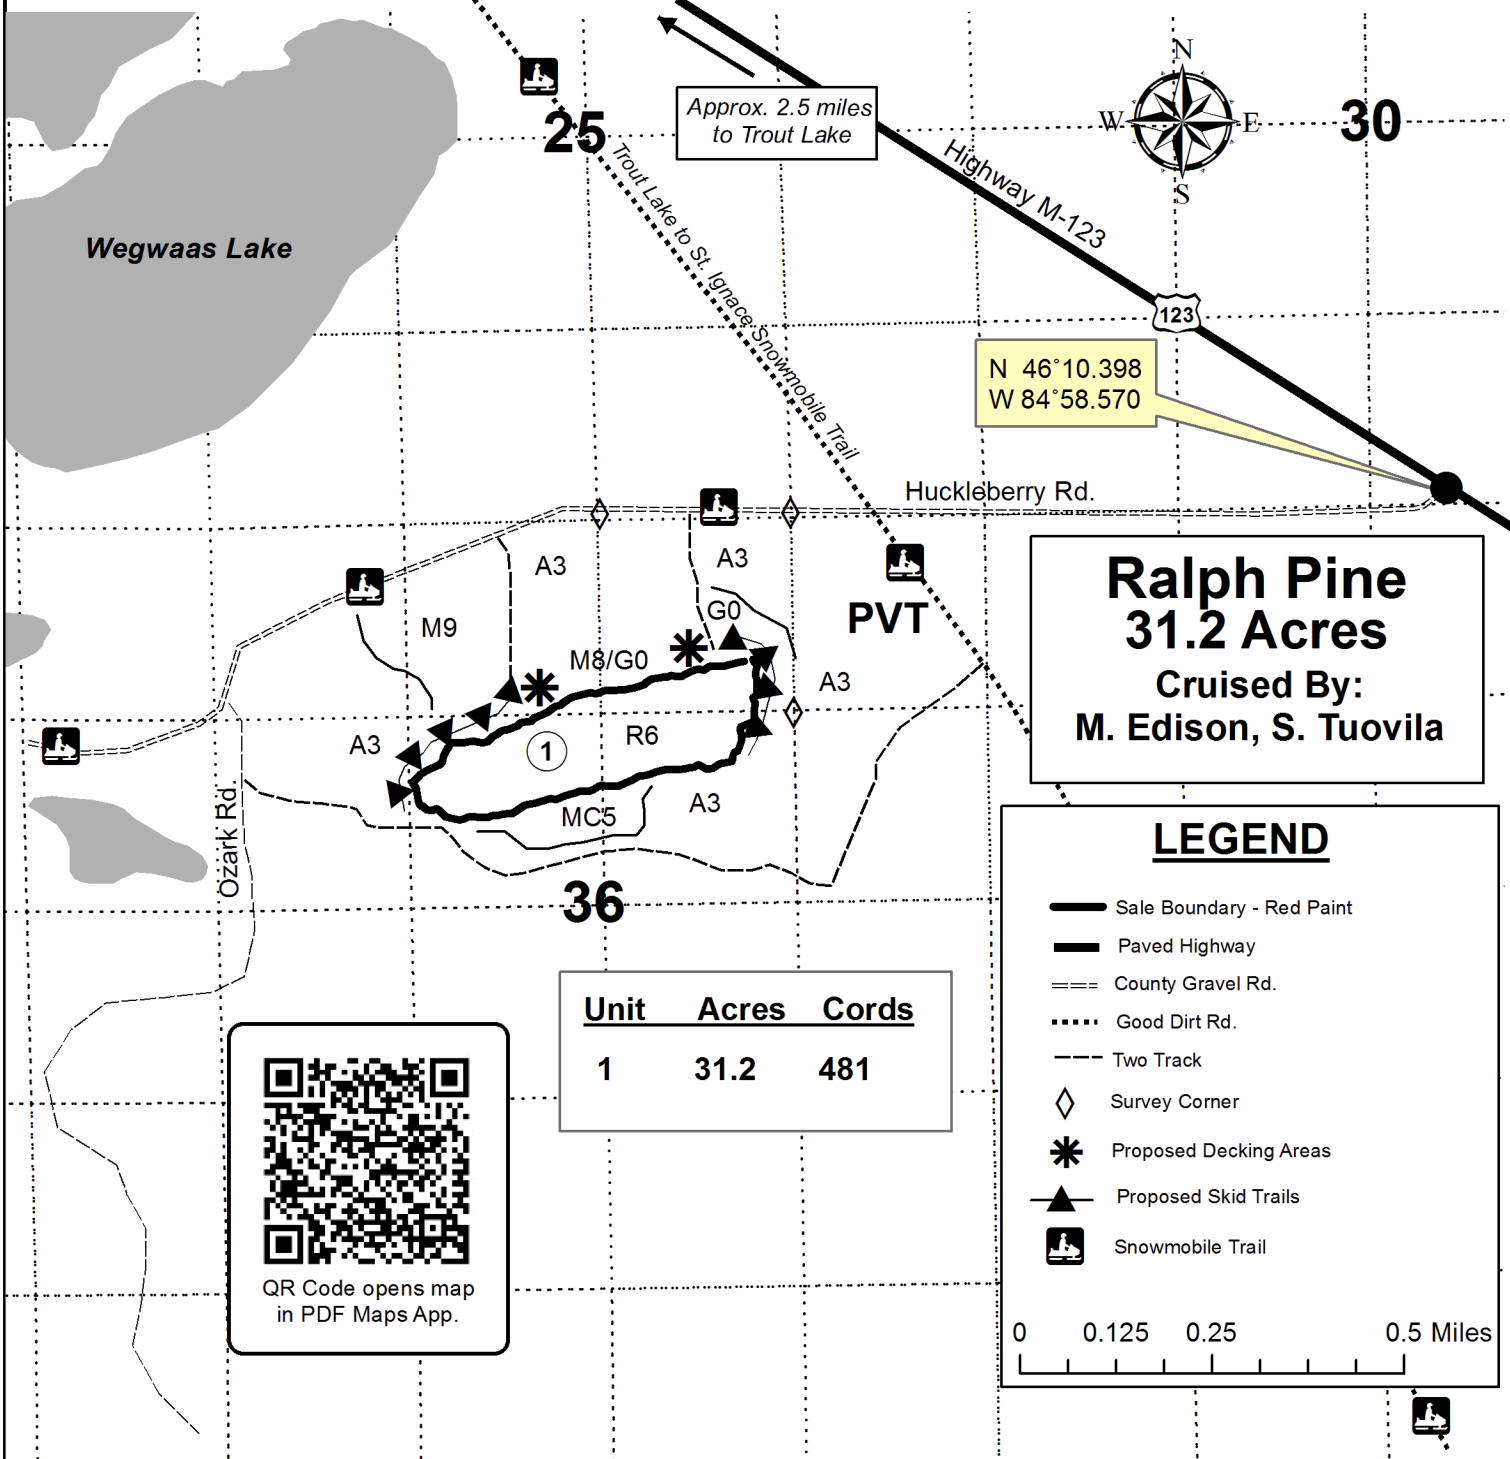 N
W
E
S
25
30
Approx. 2.5 miles
to Trout Lake
Highway M-123
Trout Lake to St. Ignace Snowmobile Trail
Wegwaas Lake
123
N 46°10.398
W 84°58.570
Huckleberry Rd.
A3
A3
G0
M9
PVT
M8/G0
A3
R6
A3
1
A3
MC5
Ozark Rd.
36
Ralph Pine
31.2 Acres
Cruised By:
M. Edison, S. Tuovila
Unit Acres Cords
1 31.2 481
QR Code opens map
in PDF Maps App.
LEGEND
Sale Boundary - Red Paint
Paved Highway
County Gravel Rd.
Good Dirt Rd.
Two Track
Survey Corner
Proposed Decking Areas
Proposed Skid Trails
Snowmobile Trail
0 0.125 0.25 0.5 Miles